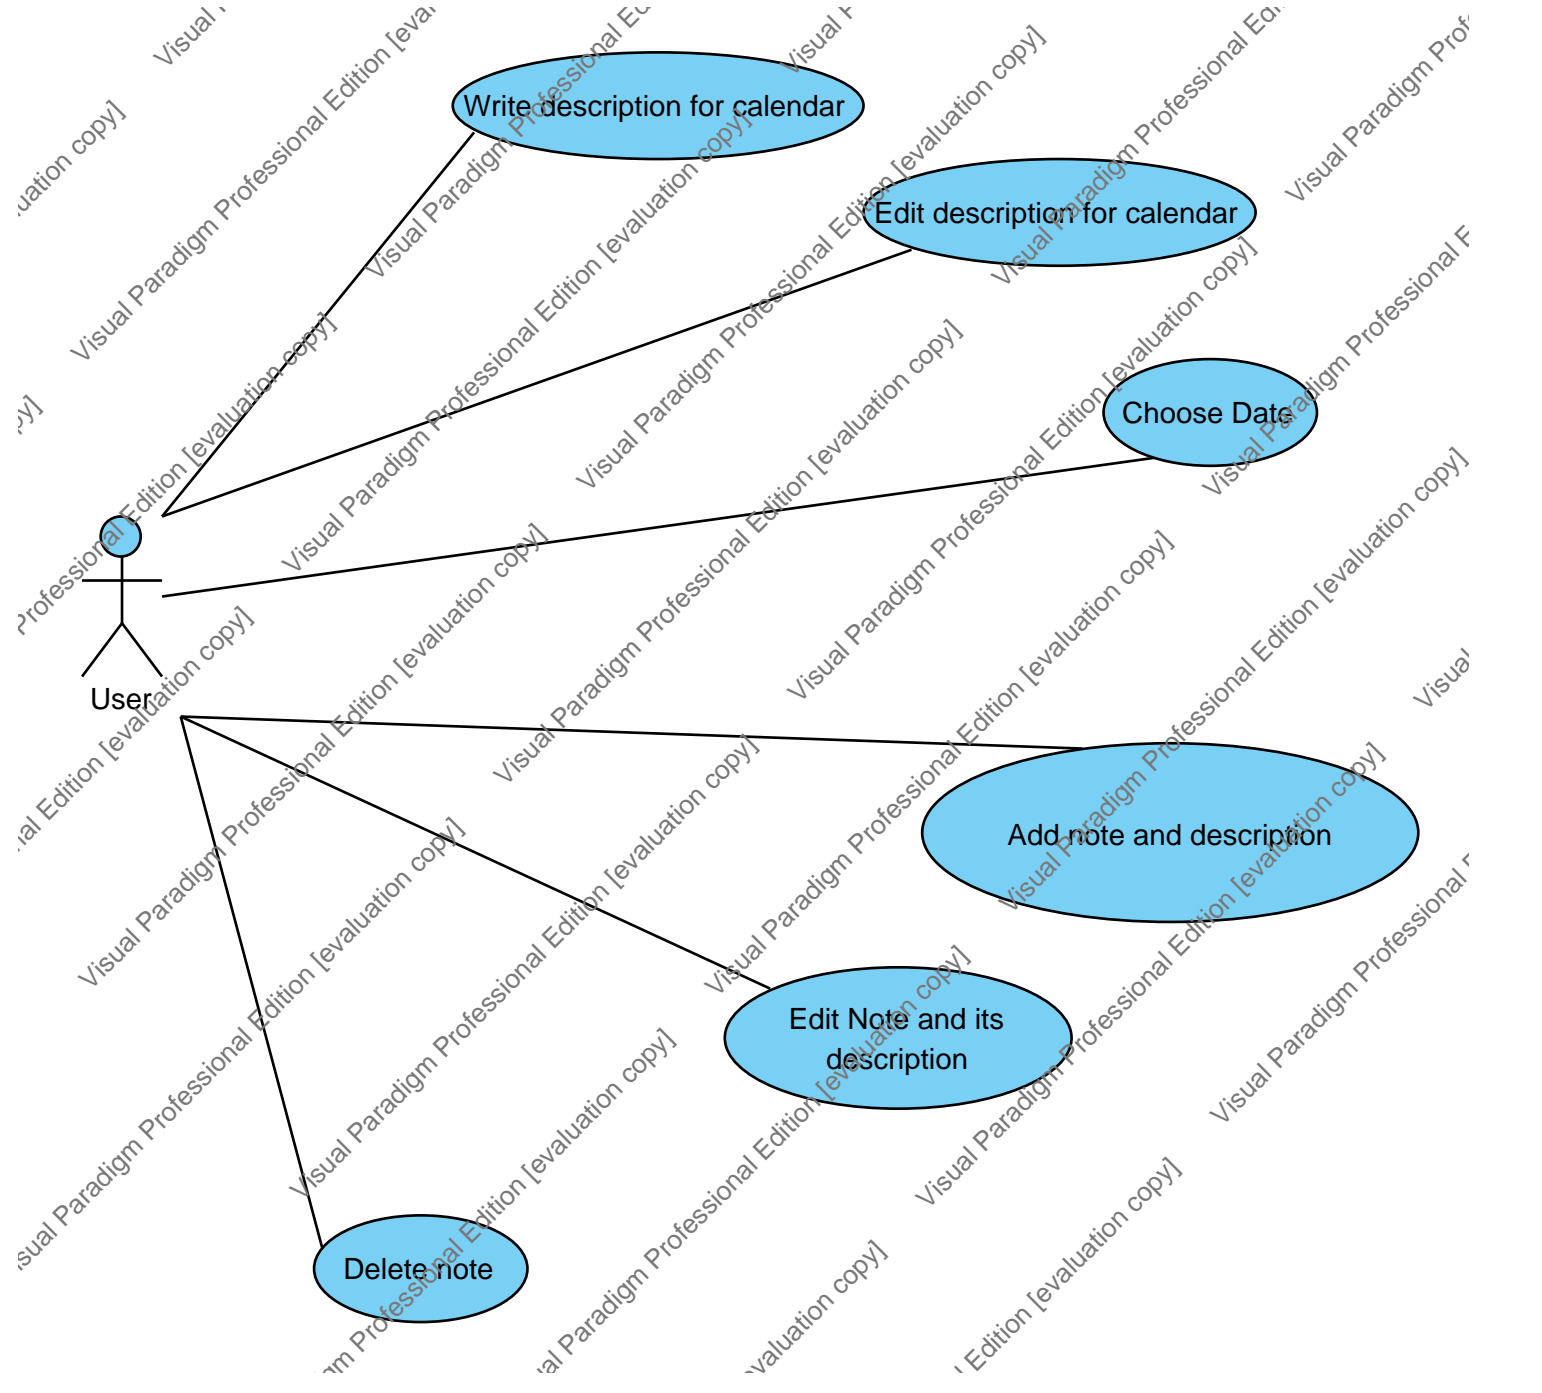 Write description for calendar
Edit description for calendar
Choose Date
User
Add note and description
Edit Note and its
description
Delete note
Visual Paradigm Professional Edition [evaluation copy]